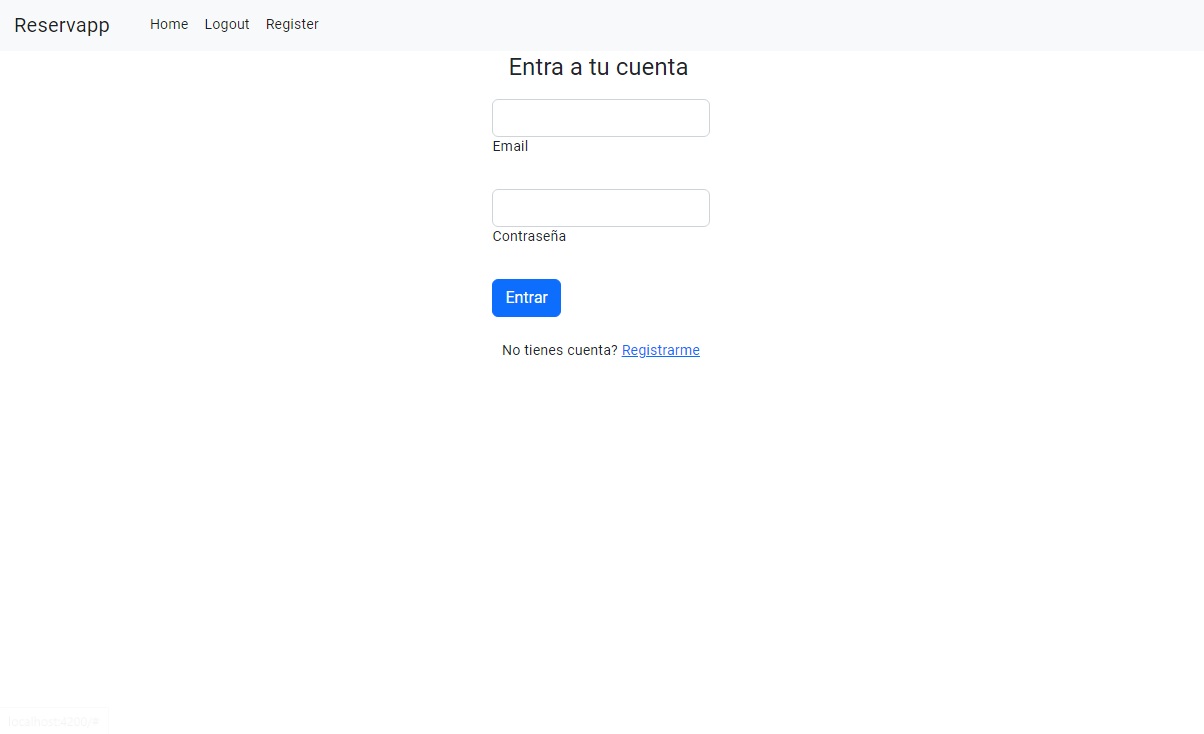 Reservapp Home Logout Register
Entra a tu cuenta
Email
Contraseña
Entrar
No tienes cuenta? Registrarme
localhost:4200/#